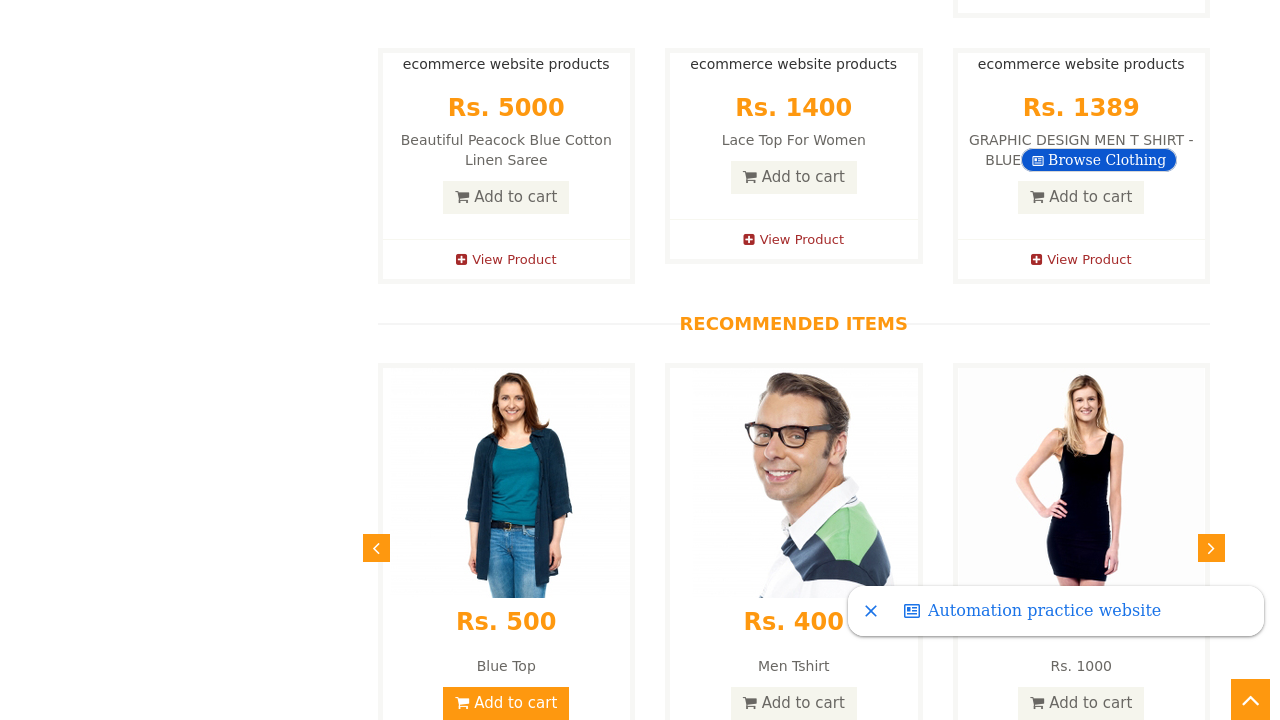 ecommerce website products
Rs. 5000
Beautiful Peacock Blue Cotton
Linen Saree
Add to cart
View Product
ecommerce website products
Rs. 1400
Lace Top For Women
Add to cart
View Product
ecommerce website products
Rs. 1389
GRAPHIC DESIGN MEN T SHIRT -
BLUE
Browse Clothing
Add to cart
View Product
RECOMMENDED ITEMS
Rs. 500
Blue Top
Add to cart
Rs. 400
Men Tshirt
Add to cart
Automation practice website
Rs. 1000
Add to cart